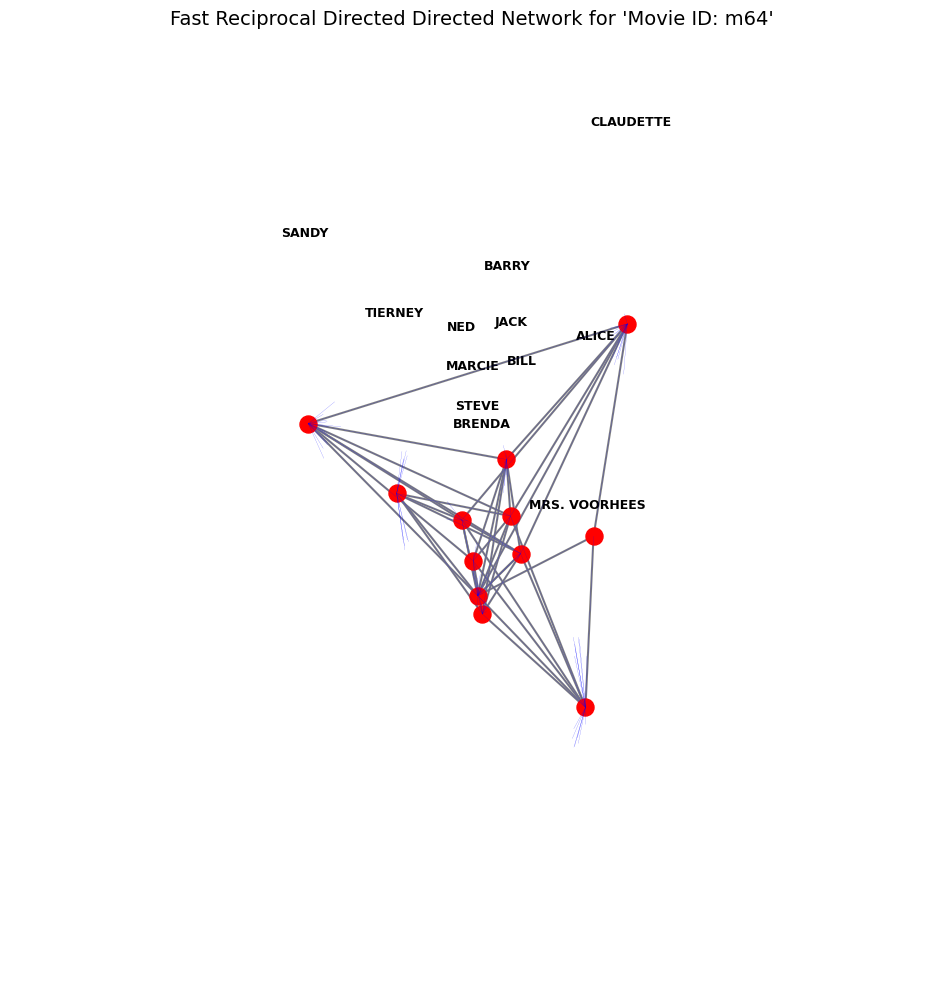 Fast Reciprocal Directed Directed Network for 'Movie ID: m64'
CLAUDETTE
SANDY
BARRY
TIERNEY
JACK
NED
ALICE
BILL
MARCIE
STEVE
BRENDA
MRS. VOORHEES